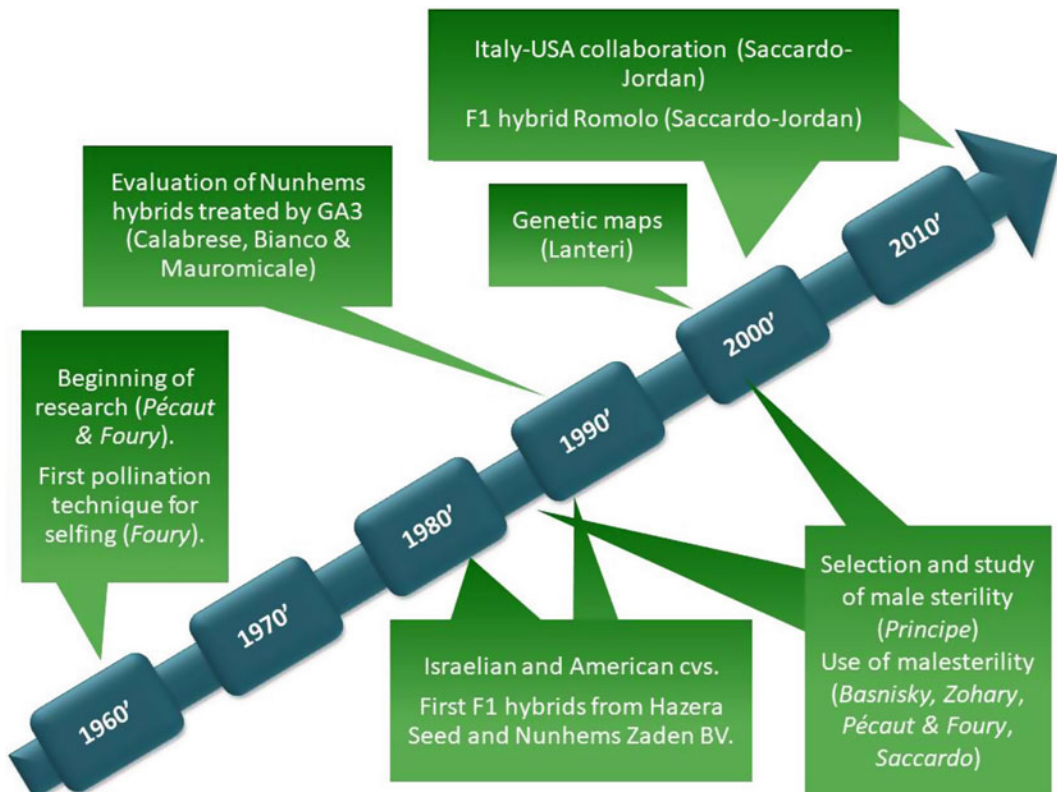 Italy-USA collaboration (Saccardo-
Jordan)
F1 hybrid Romolo (Saccardo-Jordan)
Evaluation of Nunhems
hybrids treated by GA3
(Calabrese, Bianco &
Mauromicale)
Genetic maps
(Lanteri)
Beginning of
research (Pécaut
& Foury).
First pollination
technique for
selfing (Foury).
1960’
1970’
1980’
1990’
2000’
2010’
Israelian and American cvs.
First F1 hybrids from Hazera
Seed and Nunhems Zaden BV.
Selection and study
of male sterility
(Principe)
Use of malesterility
(Basnisky, Zohary,
Pécaut & Foury,
Saccardo)